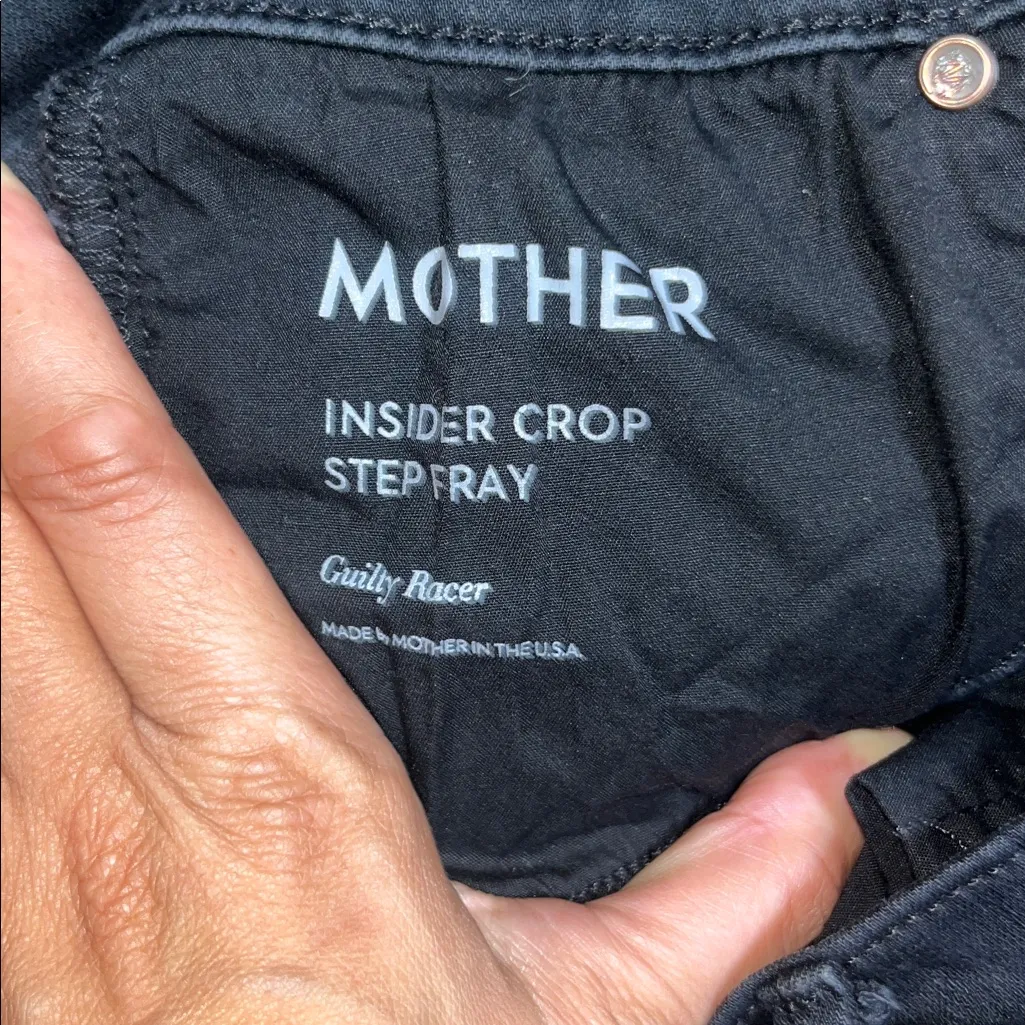 MOTHER
INSIDER CROP
STEP FRAY
Guilty Racer
MADE by MOTHER IN THE U.S.A.